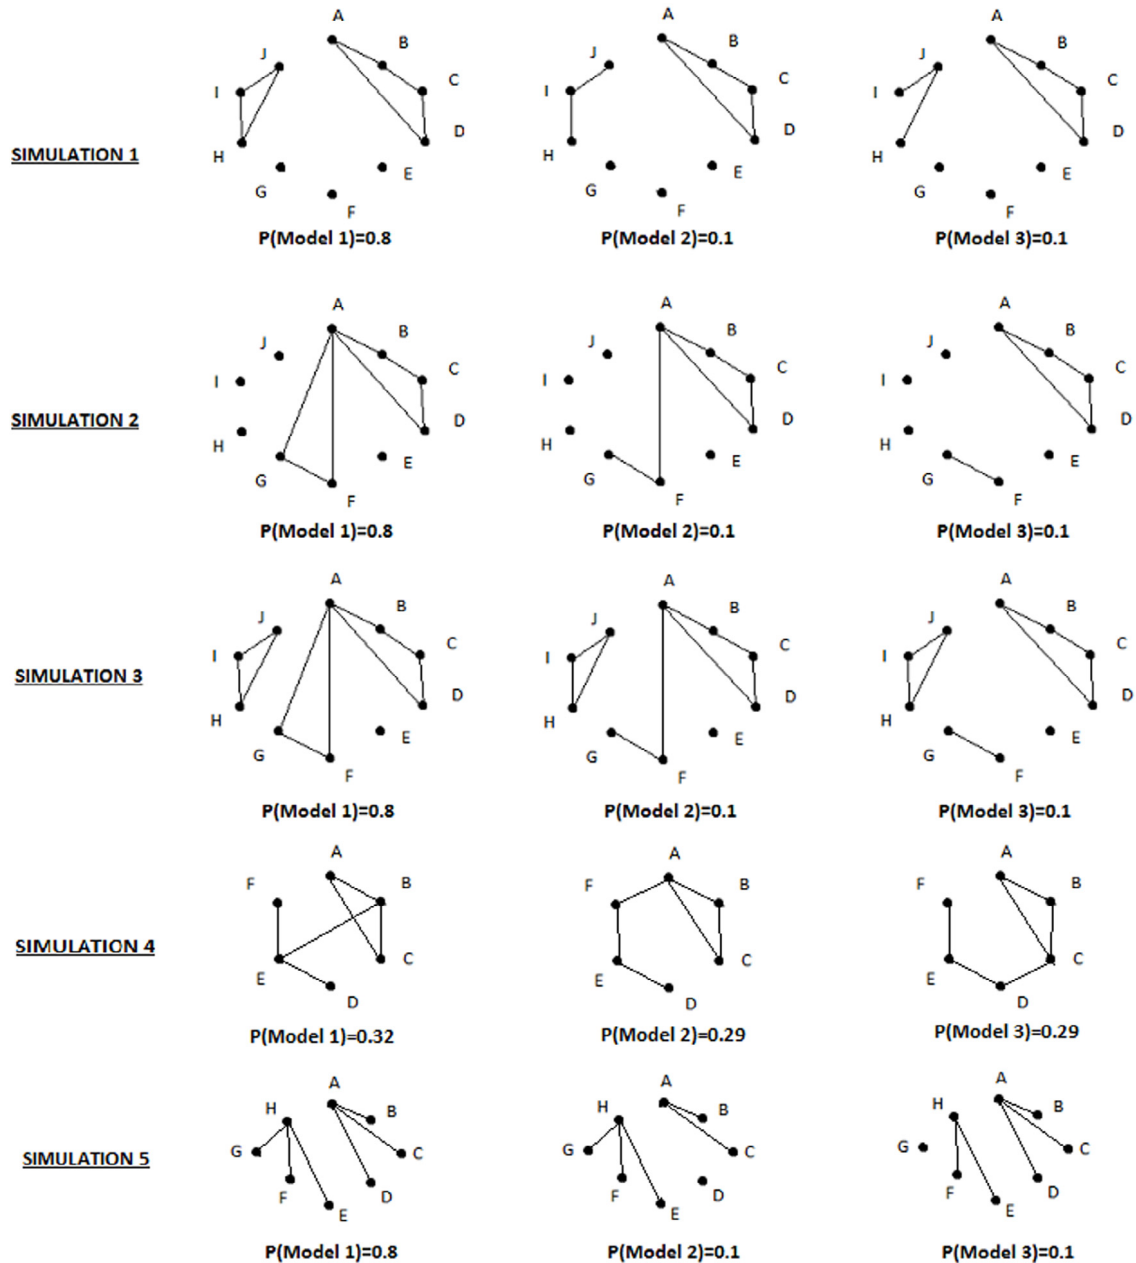 A
B
C
D
E
F
G
H
I
J
A
B
C
D
E
F
G
H
I
J
A
B
C
D
E
F
G
H
I
J
SIMULATION 1
P(Model 1)=0.8
P(Model 2)=0.1
P(Model 3)=0.1
A
B
C
D
E
F
G
H
I
J
A
B
C
D
E
F
G
H
I
J
A
B
C
D
E
F
G
H
I
J
SIMULATION 2
P(Model 1)=0.8
P(Model 2)=0.1
P(Model 3)=0.1
A
B
C
D
E
F
G
H
I
J
A
B
C
D
E
F
G
H
I
J
A
B
C
D
E
F
G
H
I
J
SIMULATION 3
P(Model 1)=0.8
P(Model 2)=0.1
P(Model 3)=0.1
A
B
C
D
E
F
A
B
C
D
E
F
A
B
C
D
E
F
SIMULATION 4
P(Model 1)=0.32
P(Model 2)=0.29
P(Model 3)=0.29
A
B
C
D
E
F
G
H
A
B
C
D
E
F
G
H
A
B
C
D
E
F
G
H
SIMULATION 5
P(Model 1)=0.8
P(Model 2)=0.1
P(Model 3)=0.1